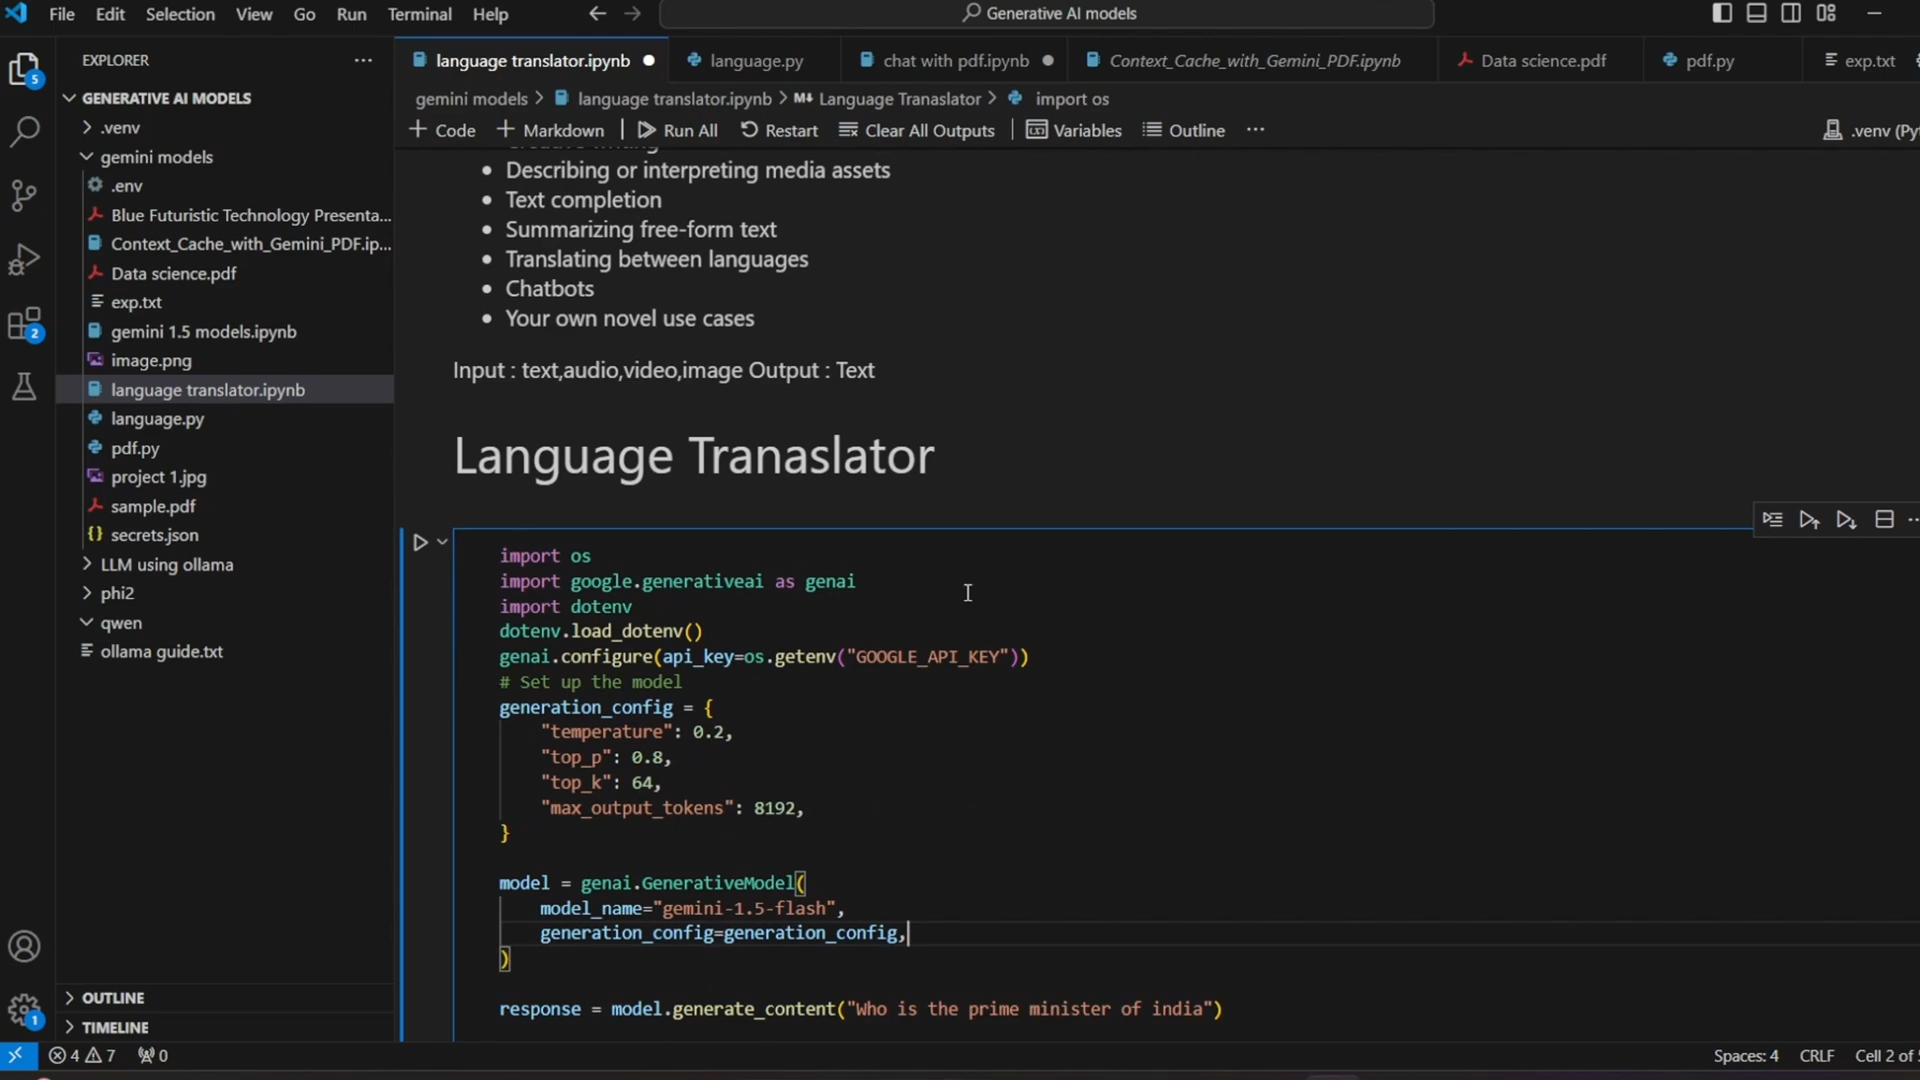 File Edit Selection View Go Run Terminal Help Generative AI models
EXPLORER
language translator.ipynb language.py chat with pdf.ipynb Context_Cache_with_Gemini_PDF.ipynb Data science.pdf pdf.py exp.txt
gemini models > language translator.ipynb > Language Tranaslator > import os
+ Code + Markdown Run All Restart Clear All Outputs Variables Outline ... .venv (Py
5
2
GENERATIVE AI MODELS
.venv
gemini models
.env
Blue Futuristic Technology Presenta...
Context_Cache_with_Gemini_PDF.ip...
Data science.pdf
exp.txt
gemini 1.5 models.ipynb
image.png
language translator.ipynb
language.py
pdf.py
project 1.jpg
sample.pdf
secrets.json
LLM using ollama
phi2
qwen
ollama guide.txt
OUTLINE
TIMELINE
1
• Describing or interpreting media assets
• Text completion
• Summarizing free-form text
• Translating between languages
• Chatbots
• Your own novel use cases
Input : text,audio,video,image Output : Text
Language Tranaslator
import os
import google.generativeai as genai
import dotenv
dotenv.load_dotenv()
genai.configure(api_key=os.getenv("GOOGLE_API_KEY"))
# Set up the model
generation_config = {
"temperature": 0.2,
"top_p": 0.8,
"top_k": 64,
"max_output_tokens": 8192,
}
model = genai.GenerativeModel(
model_name="gemini-1.5-flash",
generation_config=generation_config,
)
response = model.generate_content("Who is the prime minister of india")
4 7 0 Spaces: 4 CRLF Cell 2 of